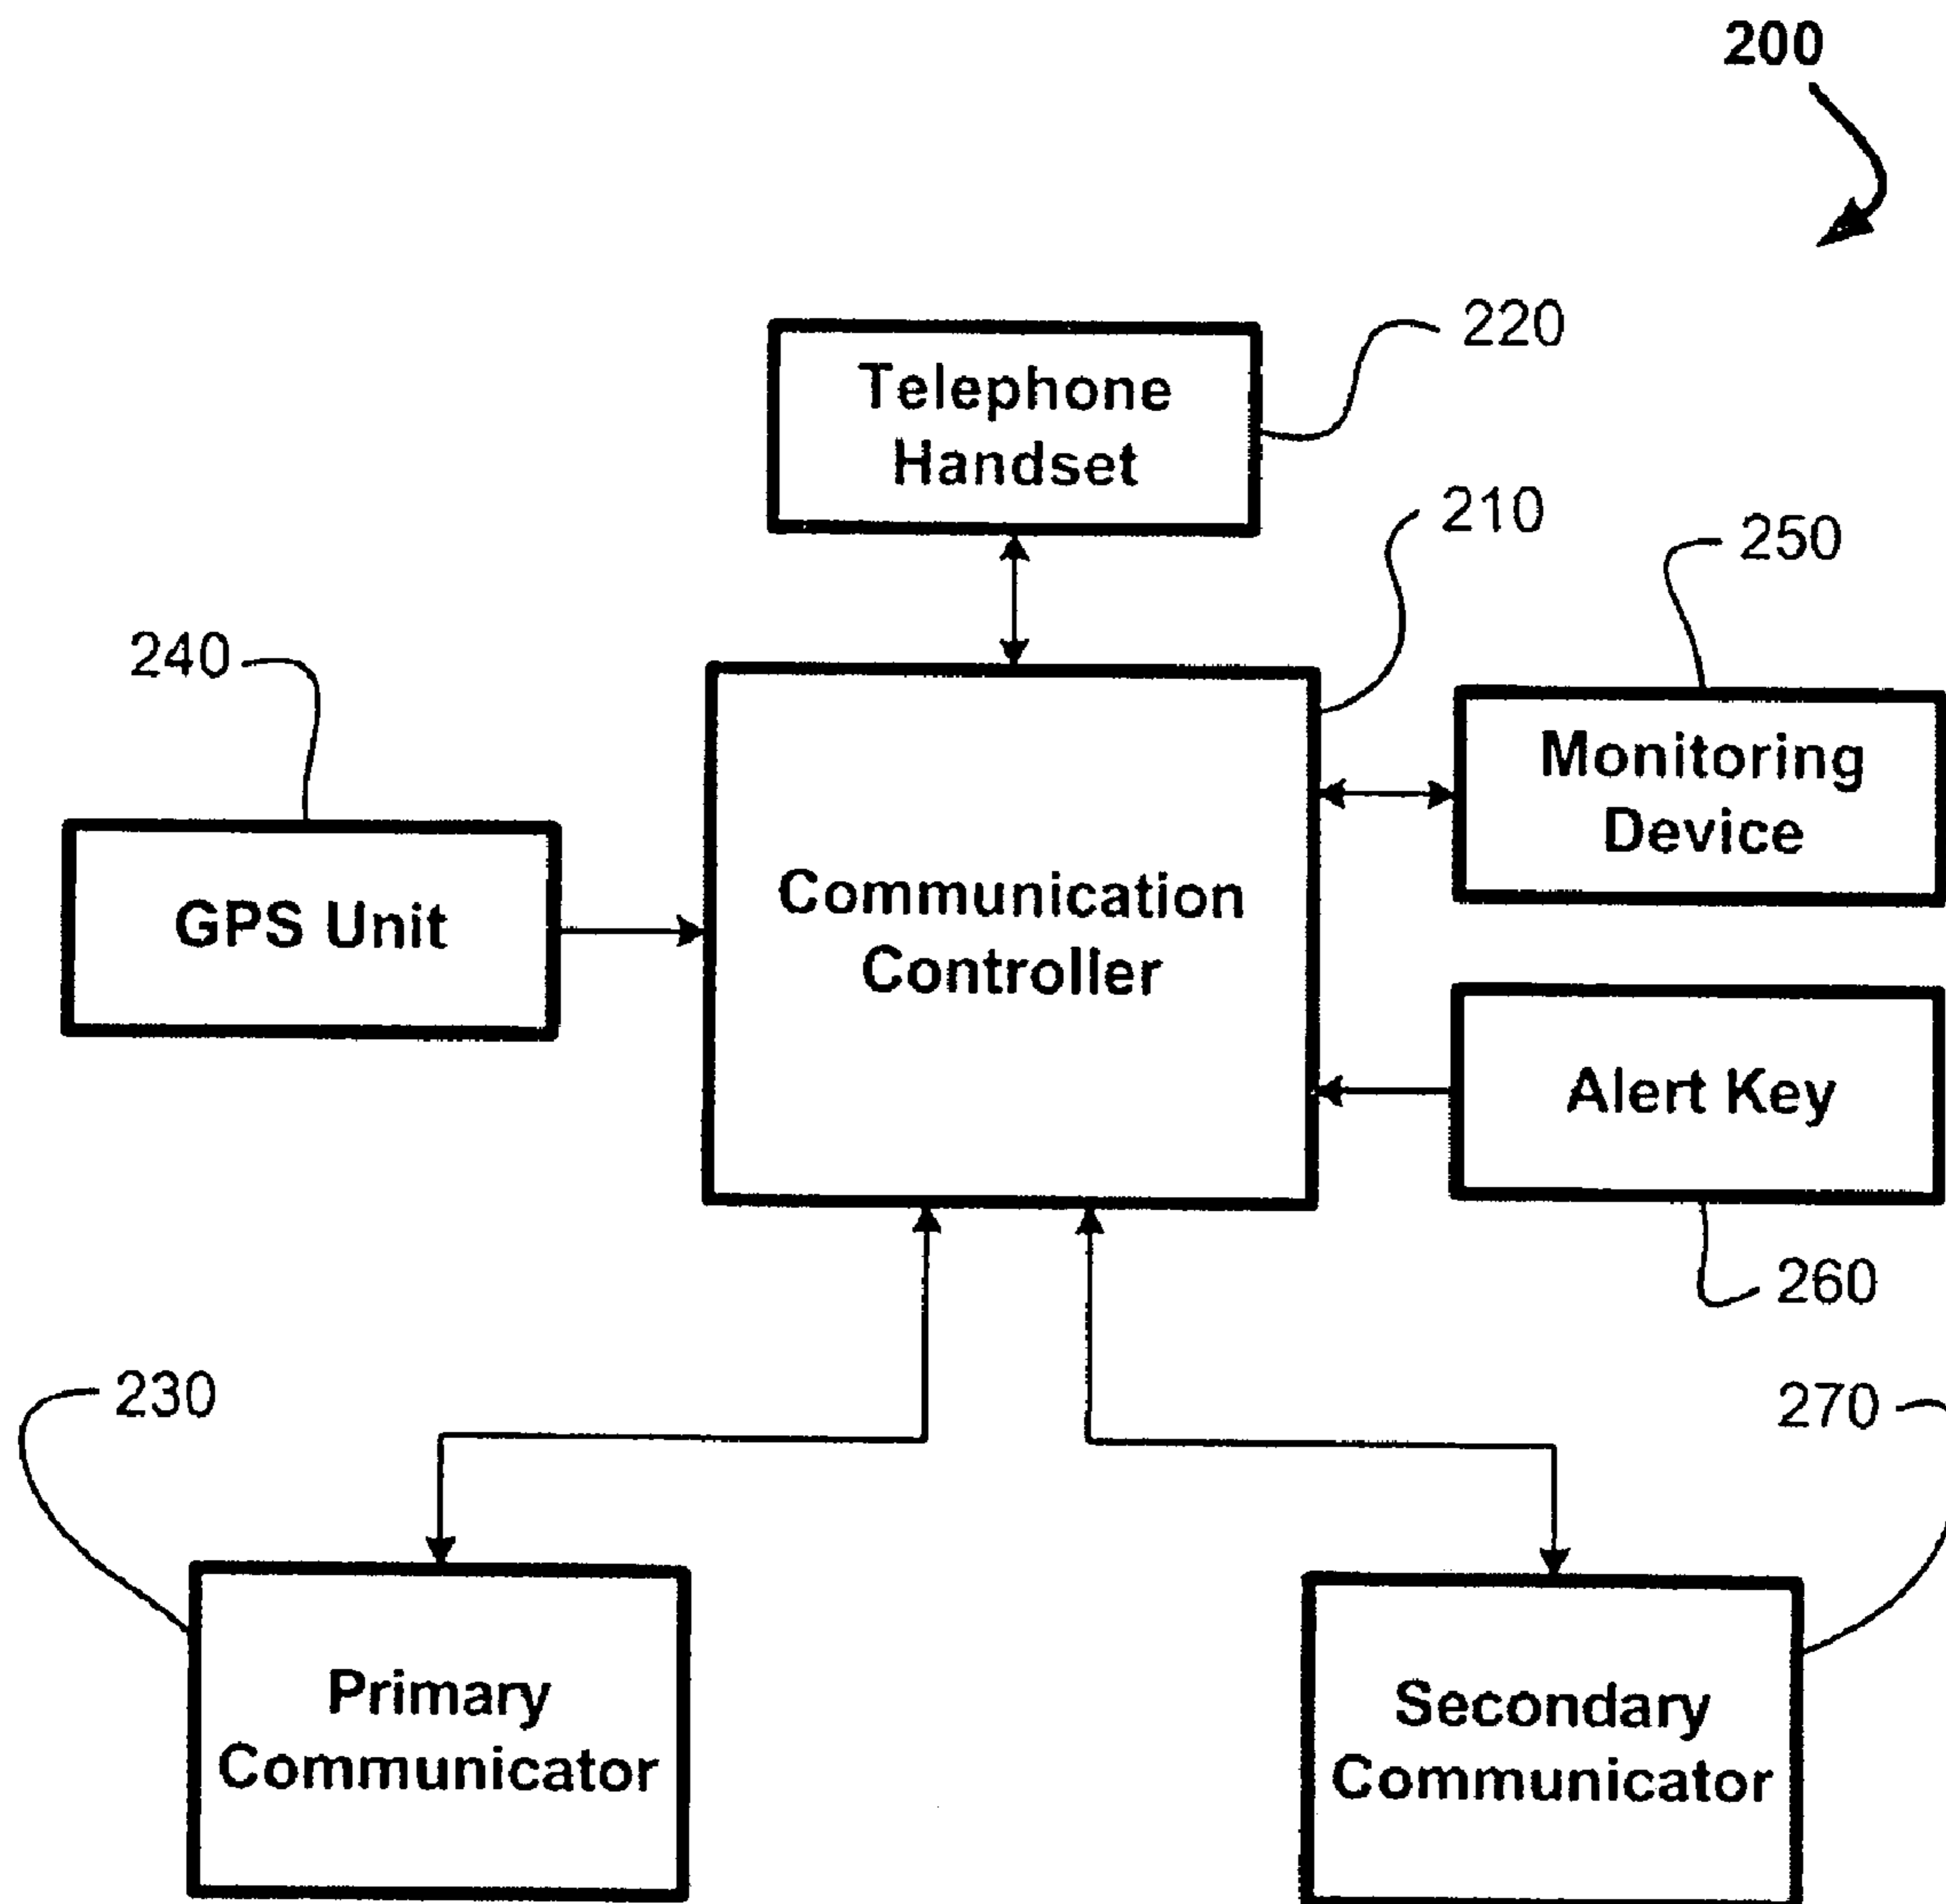 200
220
Telephone
Handset
210
250
240
Monitoring
Device
Communication
Controller
GPS Unit
Alert Key
260
230
270
Primary
Communicator
Secondary
Communicator